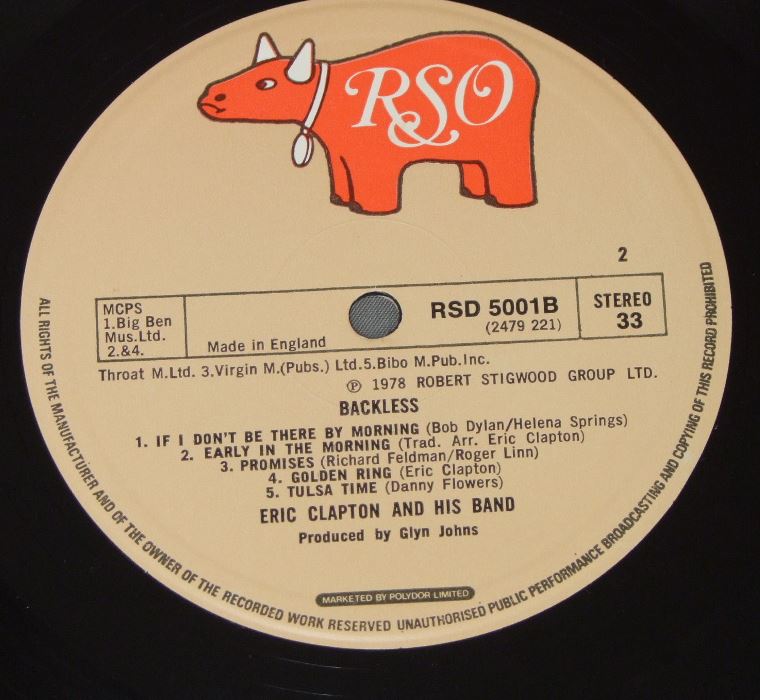 RSO
2
MCPS
1.Big Ben
Mus.Ltd.
2.&4.
Made in England
RSD 5001B
(2479 221)
STEREO
33
Throat M.Ltd. 3.Virgin M.(Pubs.) Ltd.5.Bibo M.Pub.Inc.
℗ 1978 ROBERT STIGWOOD GROUP LTD.
BACKLESS
1. IF I DON'T BE THERE BY MORNING (Bob Dylan/Helena Springs)
2. EARLY IN THE MORNING (Trad. Arr. Eric Clapton)
3. PROMISES (Richard Feldman/Roger Linn)
4. GOLDEN RING (Eric Clapton)
5. TULSA TIME (Danny Flowers)
ERIC CLAPTON AND HIS BAND
Produced by Glyn Johns
MARKETED BY POLYDOR LIMITED
ALL RIGHTS OF THE MANUFACTURER AND OF THE OWNER OF THE RECORDED WORK RESERVED UNAUTHORISED PUBLIC PERFORMANCE BROADCASTING AND COPYING OF THIS RECORD PROHIBITED